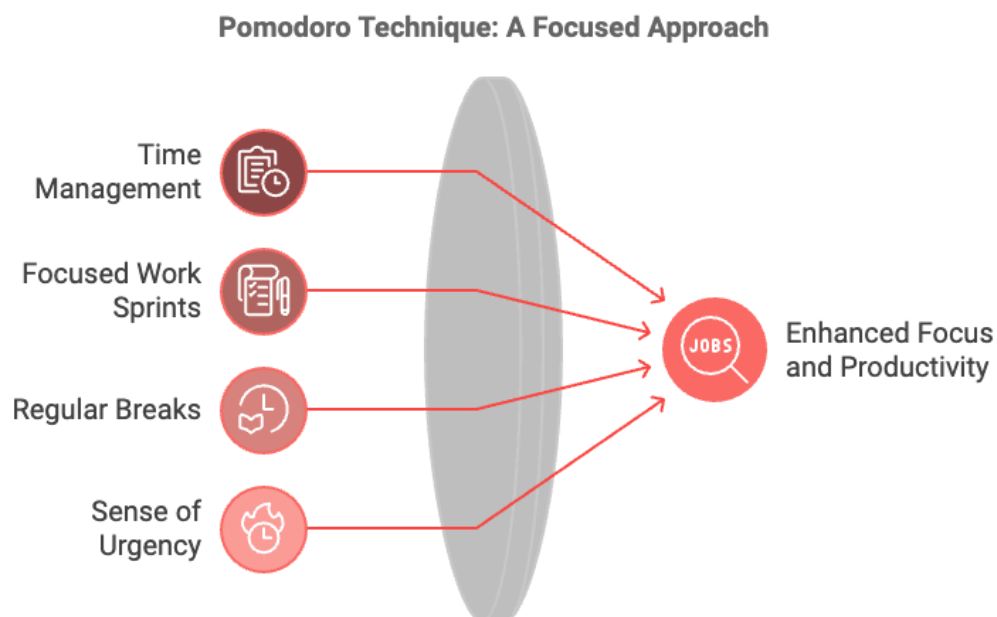 Pomodoro Technique: A Focused Approach
Time
Management
Focused Work
Sprints
Regular Breaks
Sense of
Urgency
JOBS
Enhanced Focus
and Productivity